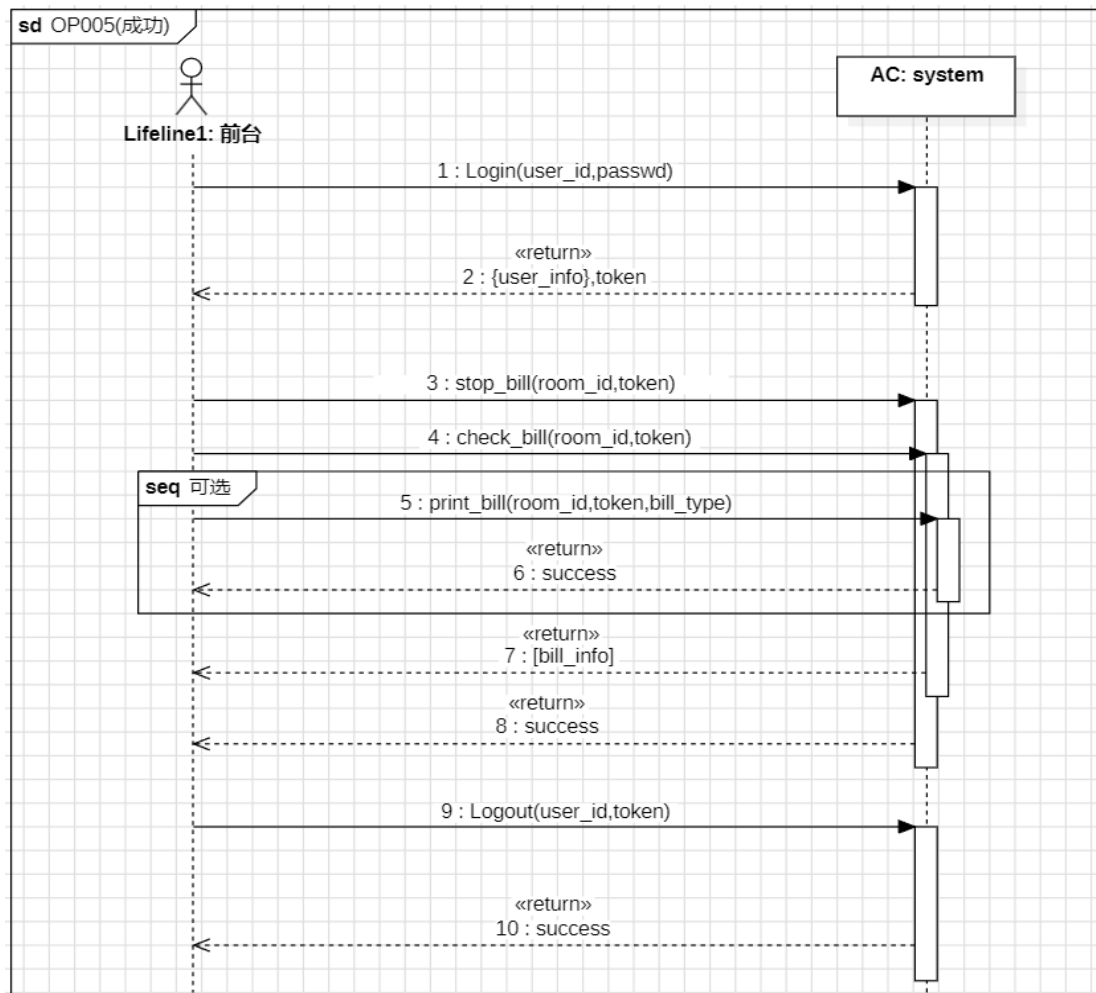 sd OP005(成功)
AC: system
Lifeline1: 前台
1 : Login(user_id,passwd)
«return»
2 : {user_info},token
3 : stop_bill(room_id,token)
4 : check_bill(room_id,token)
seq 可选
5 : print_bill(room_id,token,bill_type)
«return»
6 : success
«return»
7 : [bill_info]
«return»
8 : success
9 : Logout(user_id,token)
«return»
10 : success